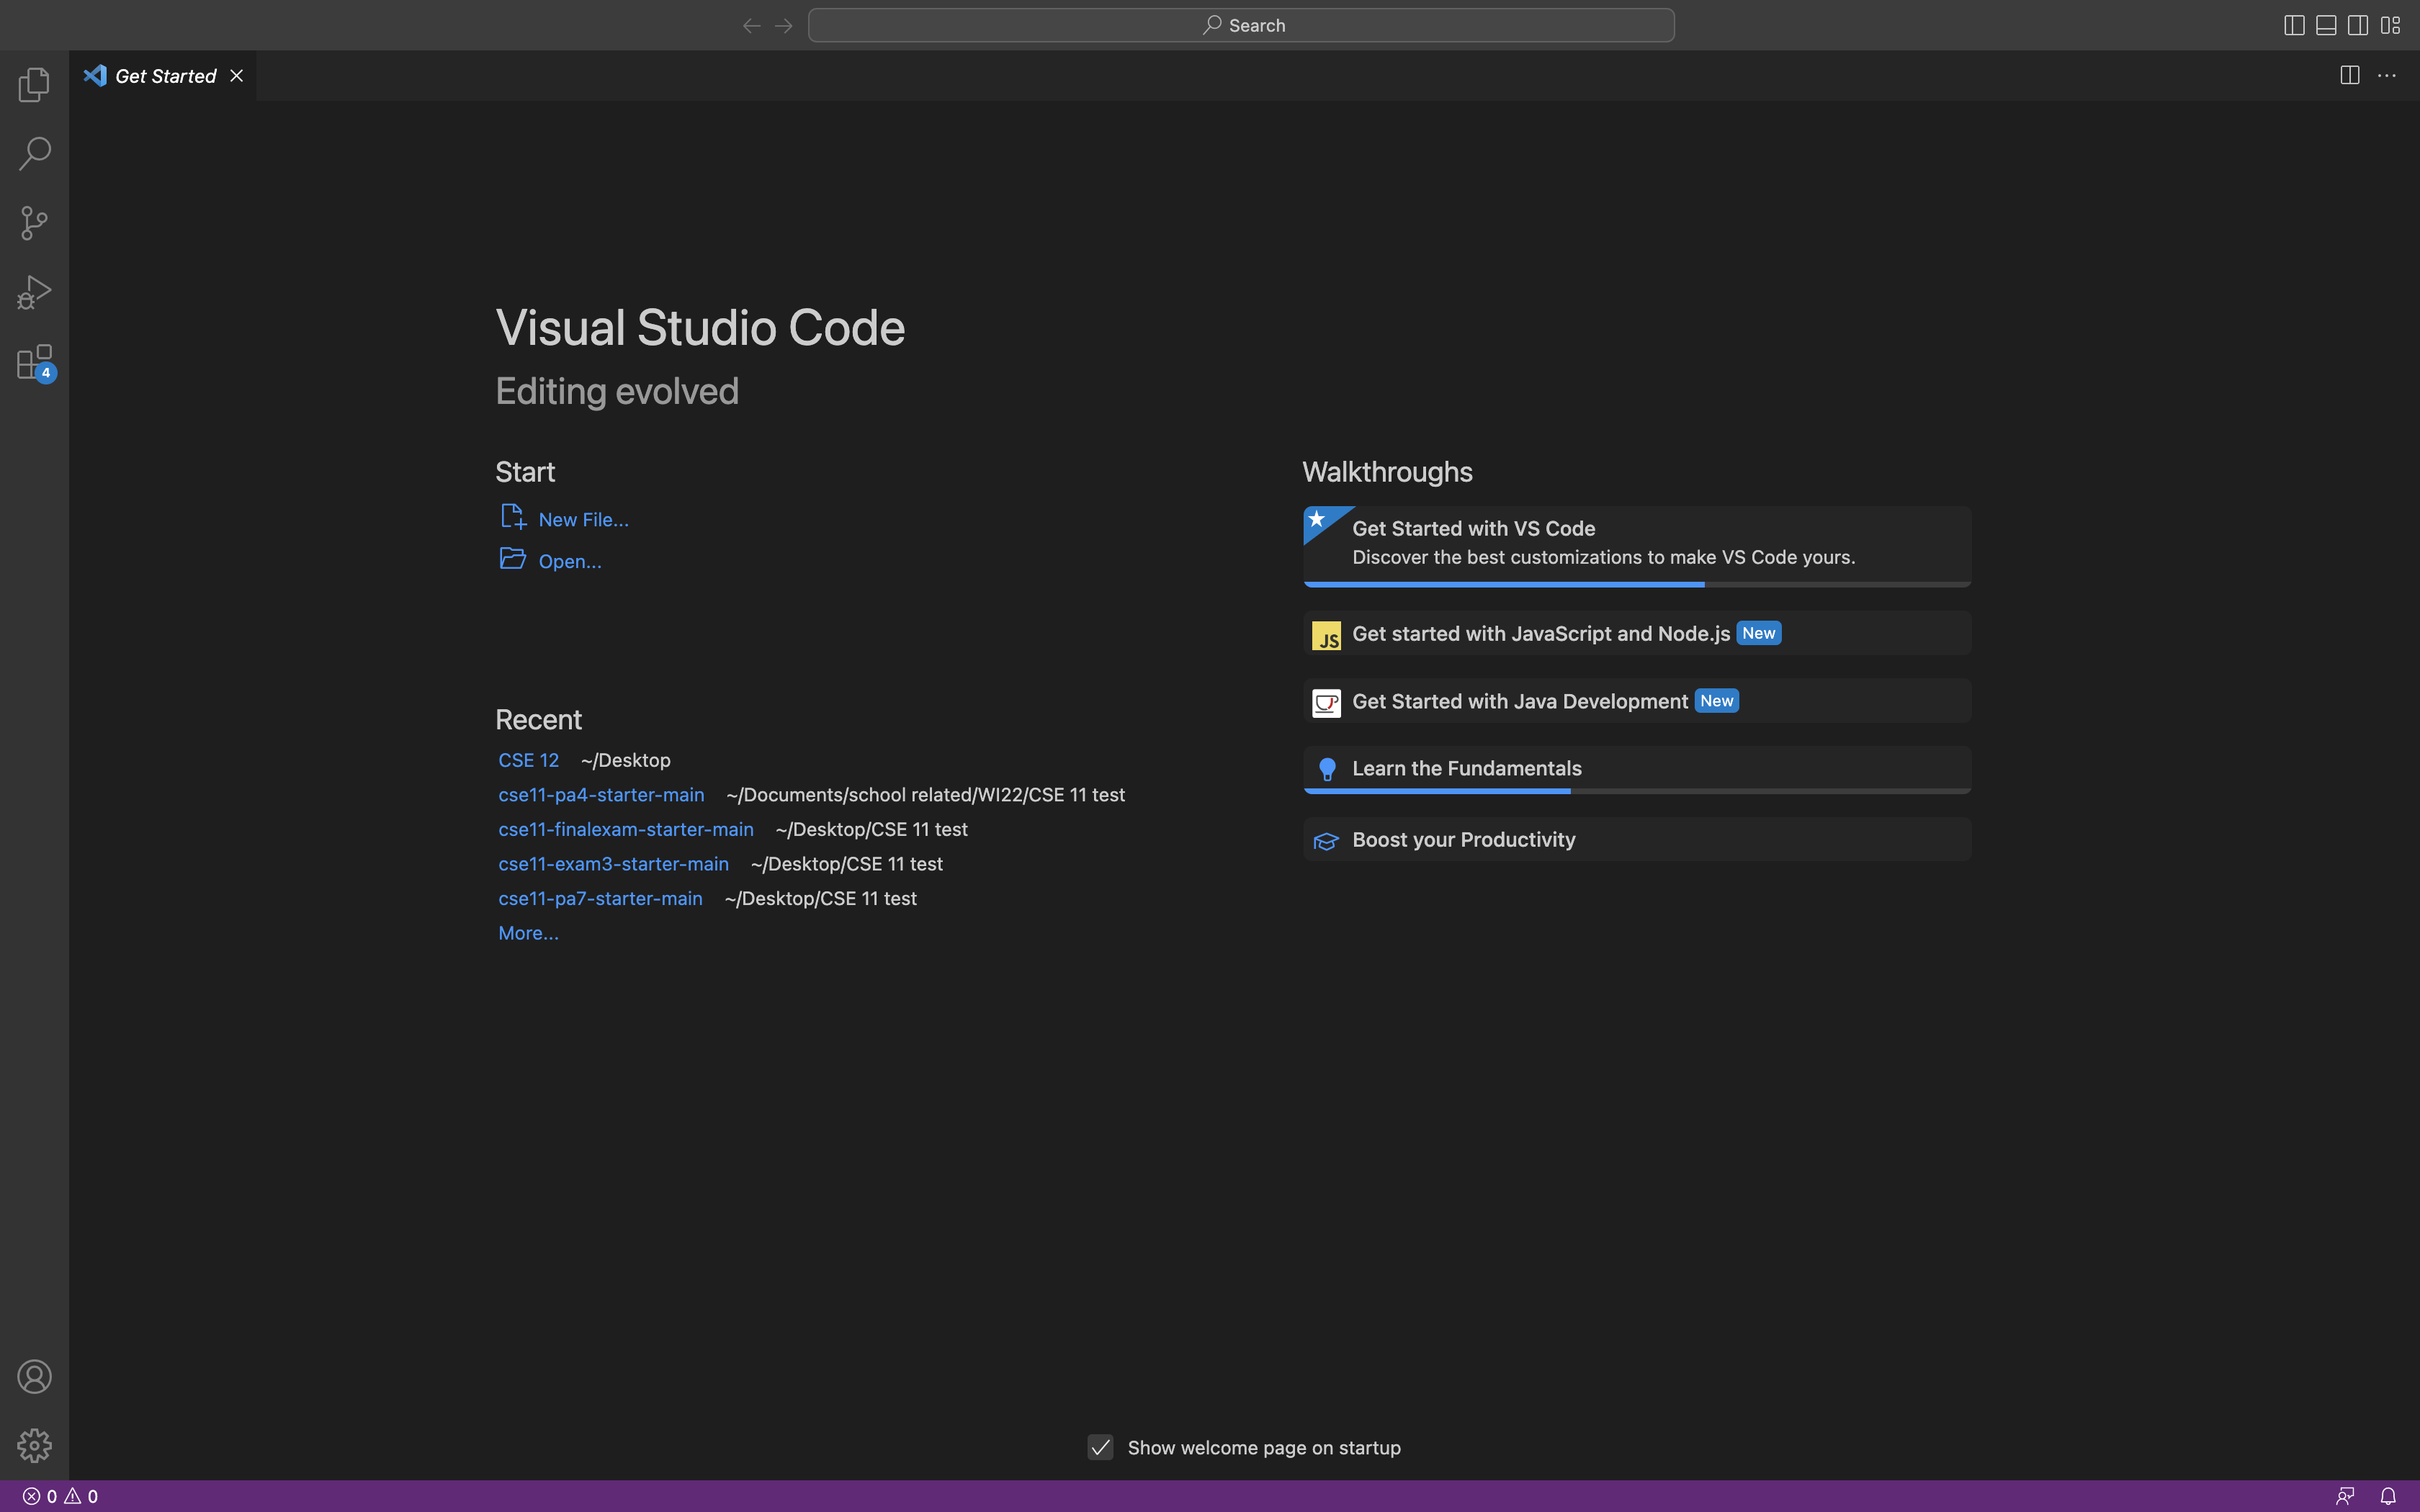 Search
Get Started
4
Visual Studio Code
Editing evolved
Start
New File...
Open...
Recent
CSE 12 ~/Desktop
cse11-pa4-starter-main ~/Documents/school related/WI22/CSE 11 test
cse11-finalexam-starter-main ~/Desktop/CSE 11 test
cse11-exam3-starter-main ~/Desktop/CSE 11 test
cse11-pa7-starter-main ~/Desktop/CSE 11 test
More...
Walkthroughs
Get Started with VS Code
Discover the best customizations to make VS Code yours.
JS Get started with JavaScript and Node.js New
Get Started with Java Development New
Learn the Fundamentals
Boost your Productivity
Show welcome page on startup
0 0